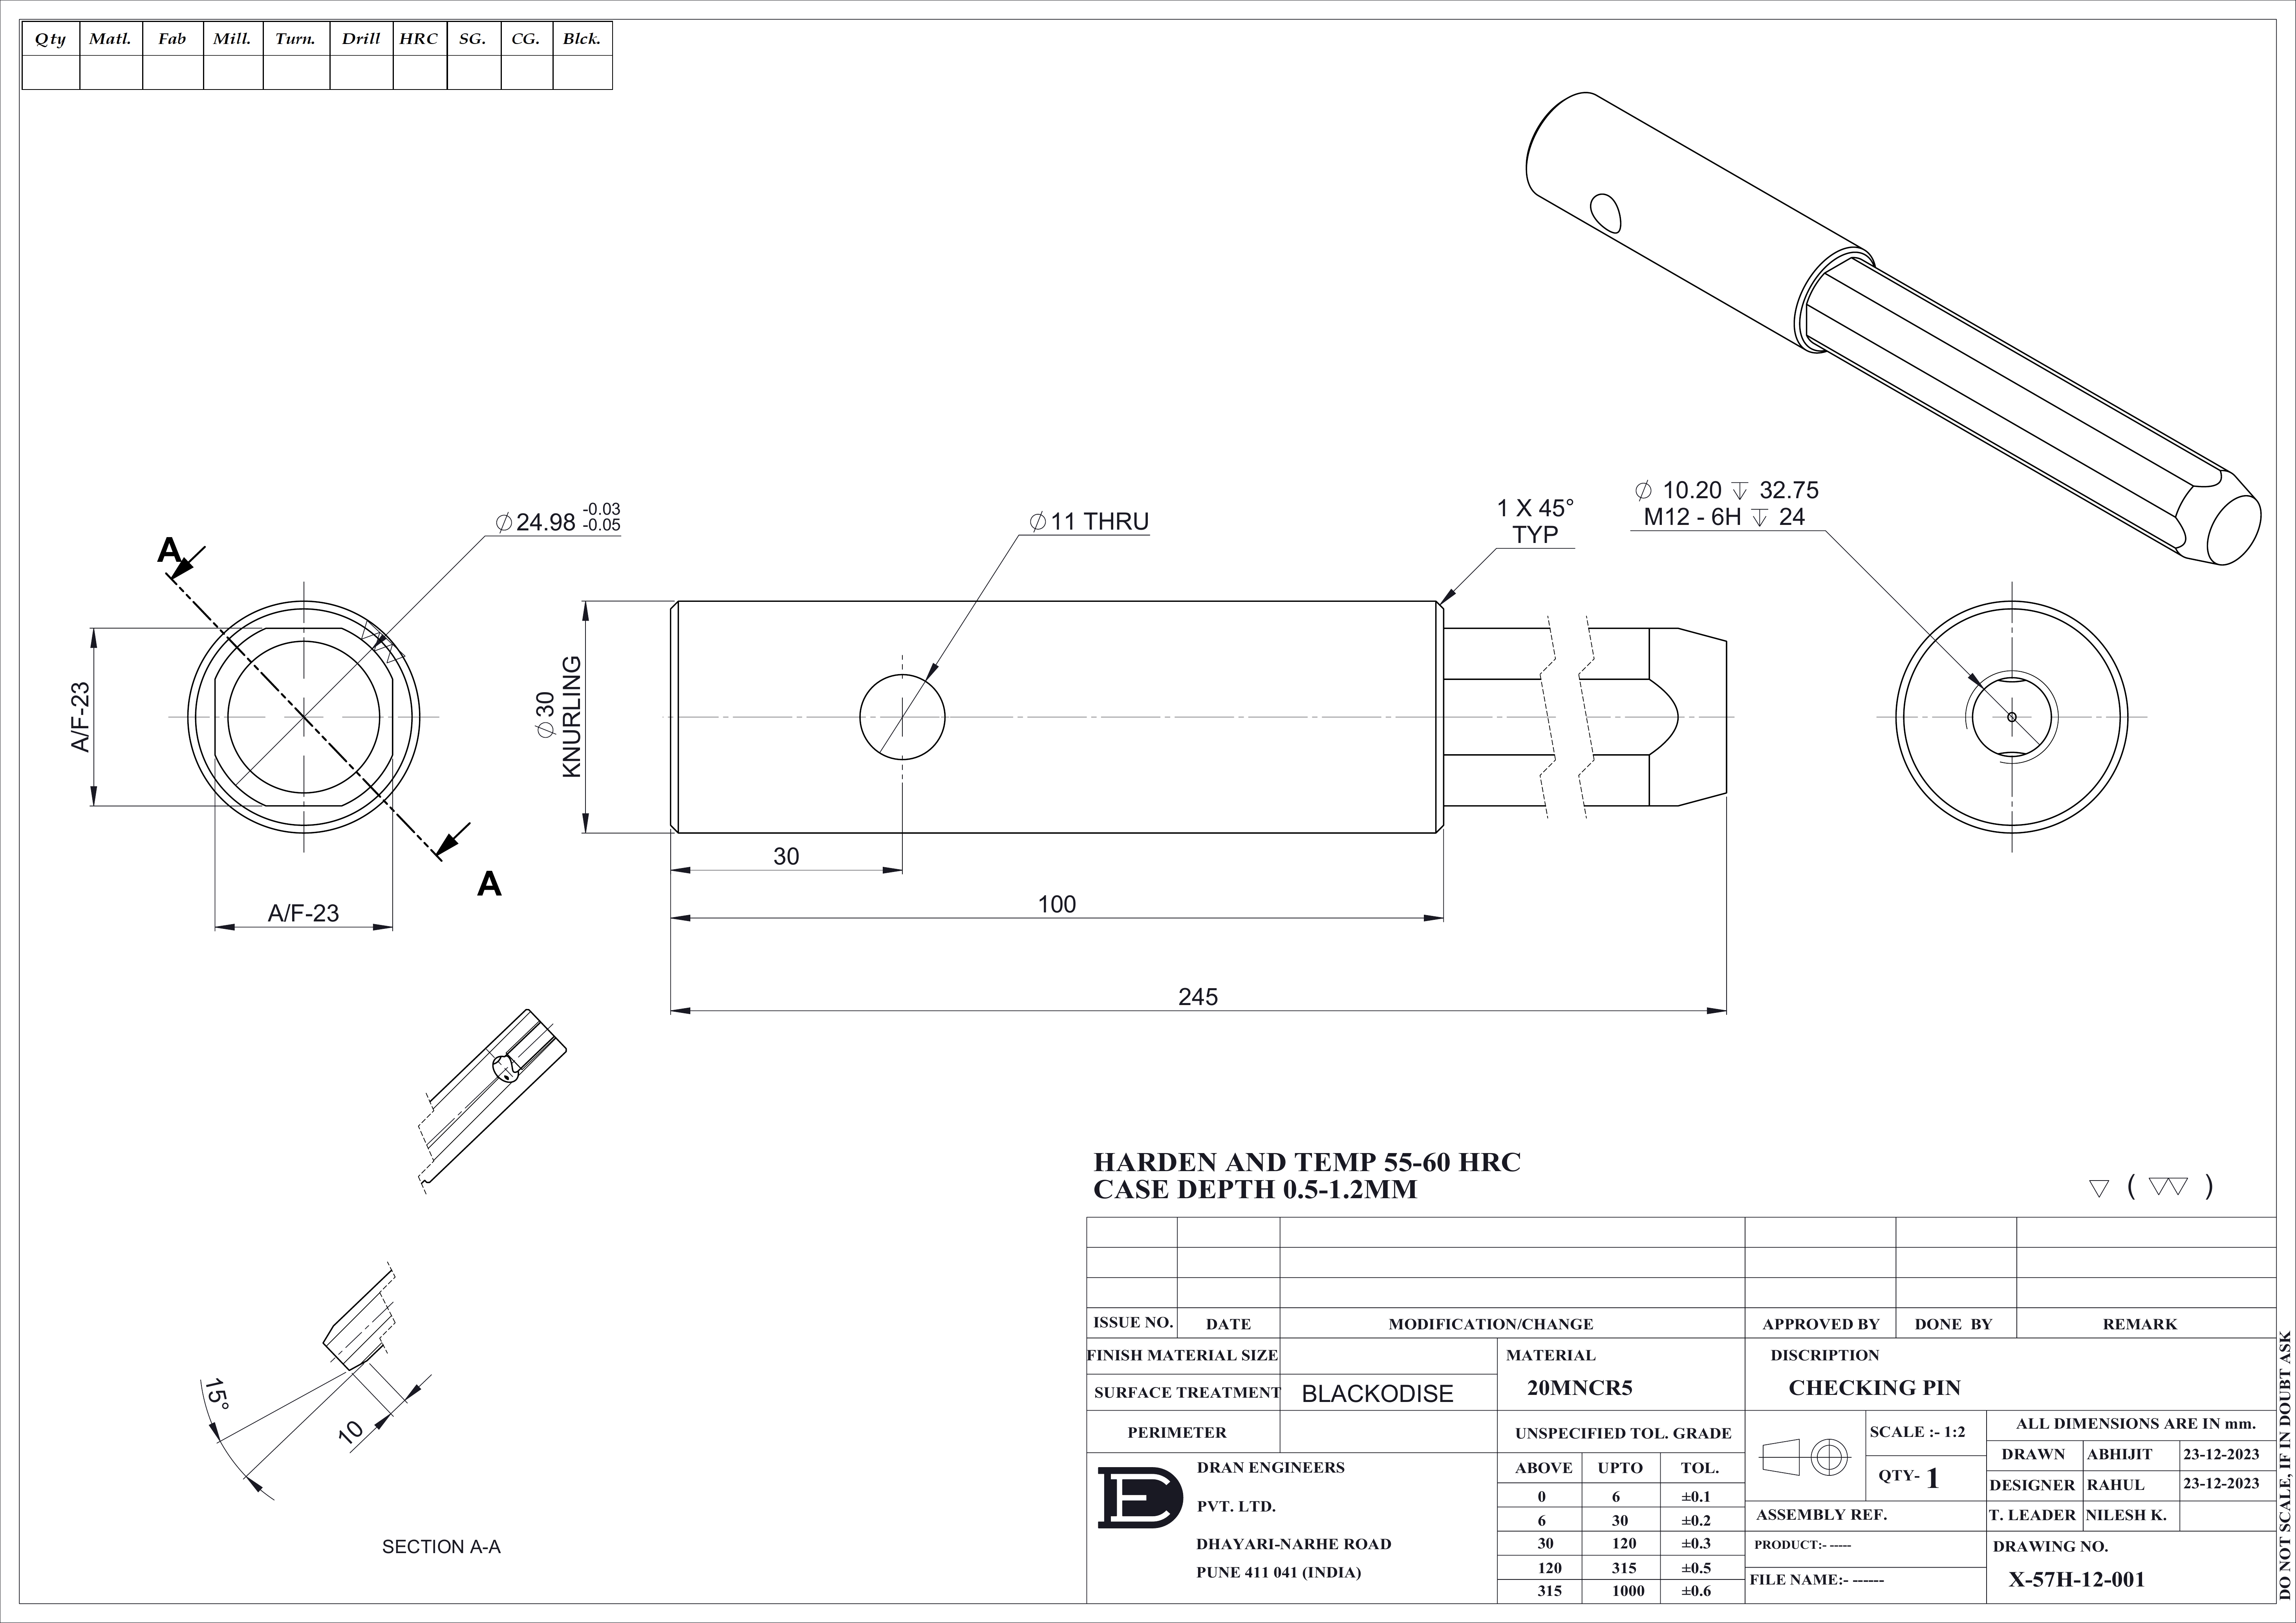 Qty Matl. Fab Mill. Turn. Drill HRC SG. CG. Blck.
⌀24.98 -0.03 -0.05
⌀11 THRU
1 X 45°
TYP
⌀ 10.20 ↧ 32.75
M12 - 6H ↧ 24
A
A
A/F-23
A/F-23
⌀30
KNURLING
30
100
245
15°
10
SECTION A-A
HARDEN AND TEMP 55-60 HRC
CASE DEPTH 0.5-1.2MM
▽ ( ▽▽ )
ISSUE NO. DATE MODIFICATION/CHANGE APPROVED BY DONE BY REMARK
FINISH MATERIAL SIZE
SURFACE TREATMENT BLACKODISE
PERIMETER
MATERIAL
20MNCR5
DISCRIPTION
CHECKING PIN
UNSPECIFIED TOL. GRADE
ABOVE UPTO TOL.
0 6 ±0.1
6 30 ±0.2
30 120 ±0.3
120 315 ±0.5
315 1000 ±0.6
DE
DRAN ENGINEERS
PVT. LTD.
DHAYARI-NARHE ROAD
PUNE 411 041 (INDIA)
SCALE :- 1:2
QTY- 1
ALL DIMENSIONS ARE IN mm.
DRAWN ABHIJIT 23-12-2023
DESIGNER RAHUL 23-12-2023
T. LEADER NILESH K.
ASSEMBLY REF.
PRODUCT:- -----
FILE NAME:- ------
DRAWING NO.
X-57H-12-001
DO NOT SCALE, IF IN DOUBT ASK